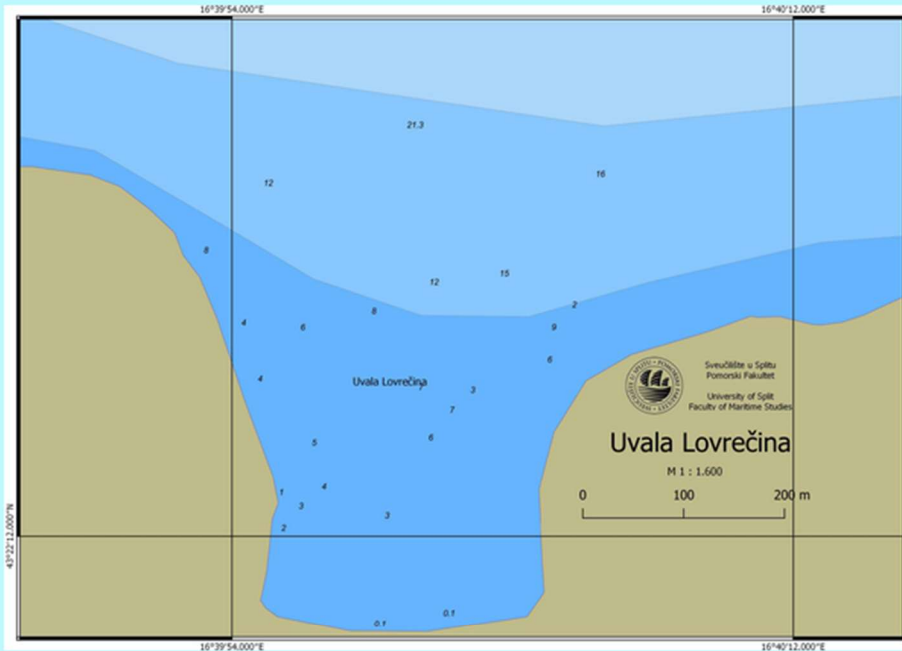 16°39'54.000"E
16°40'12.000"E
21.3
12
16
8
15
12
8
2
4
6
9
6
4
Uvala Lovrečina
7
3
7
6
5
4
1
3
3
2
0.1
0.1
Sveučilište u Splitu
Pomorski Fakultet
University of Split
Faculty of Maritime Studies
Uvala Lovrečina
M 1 : 1.600
0 100 200 m
43°22'12.000"N
16°39'54.000"E
16°40'12.000"E